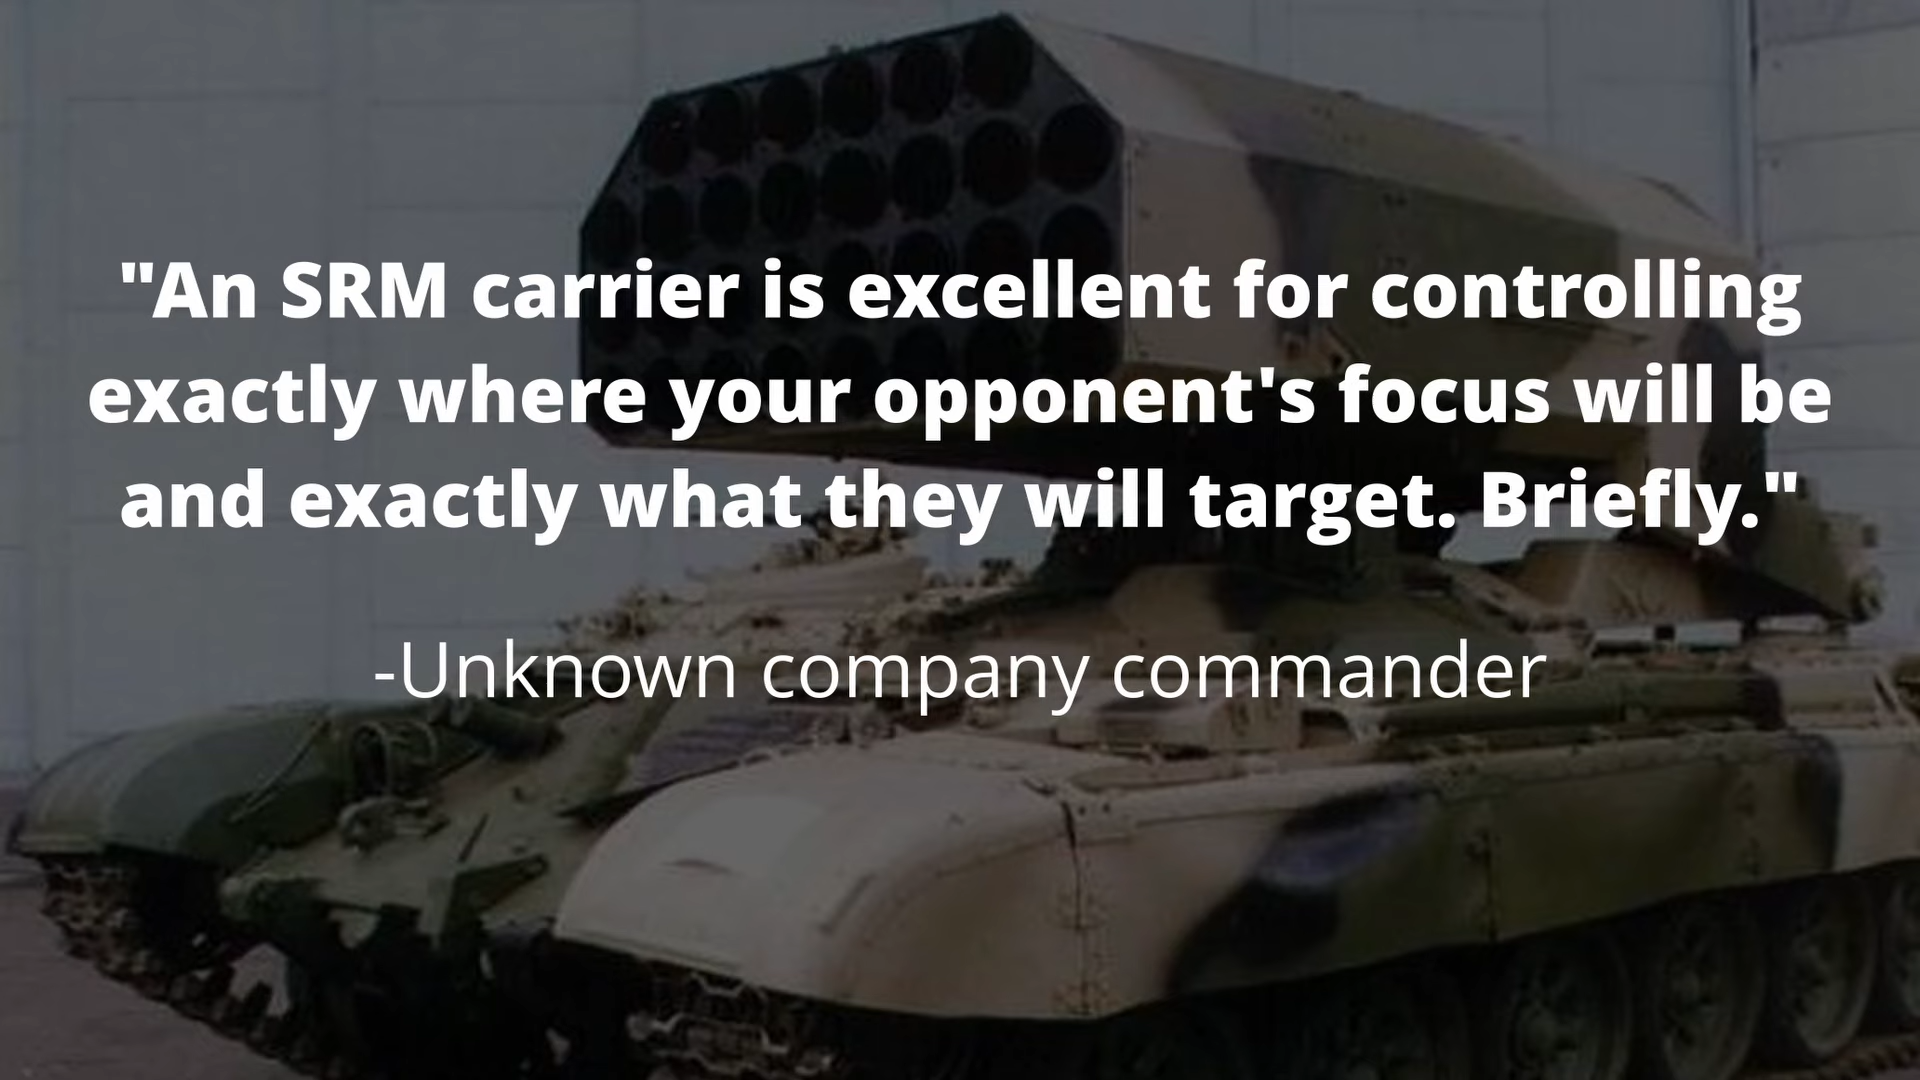 "An SRM carrier is excellent for controlling
exactly where your opponent's focus will be
and exactly what they will target. Briefly."
-Unknown company commander